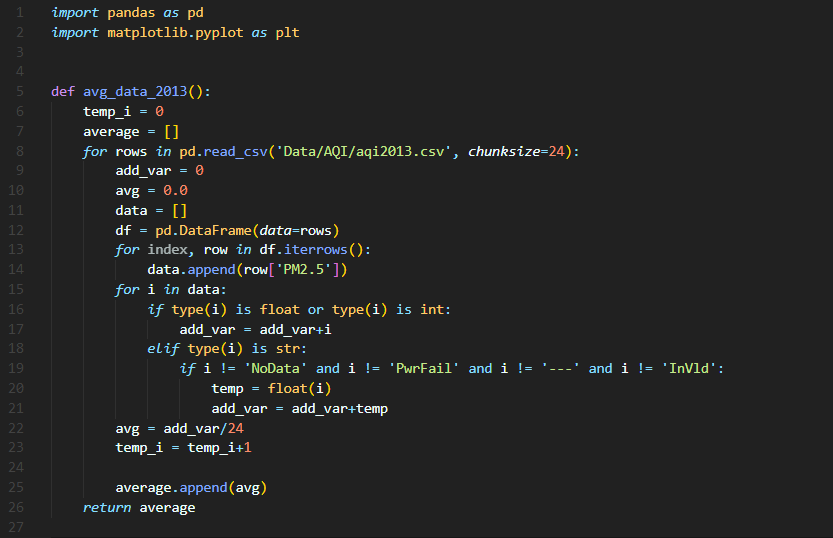 1 import pandas as pd
2 import matplotlib.pyplot as plt
3
4
5 def avg_data_2013():
6     temp_i = 0
7     average = []
8     for rows in pd.read_csv('Data/AQI/aqi2013.csv', chunksize=24):
9         add_var = 0
10         avg = 0.0
11         data = []
12         df = pd.DataFrame(data=rows)
13         for index, row in df.iterrows():
14             data.append(row['PM2.5'])
15         for i in data:
16             if type(i) is float or type(i) is int:
17                 add_var = add_var+i
18             elif type(i) is str:
19                 if i != 'NoData' and i != 'PwrFail' and i != '---' and i != 'InVld':
20                     temp = float(i)
21                     add_var = add_var+temp
22         avg = add_var/24
23         temp_i = temp_i+1
24
25         average.append(avg)
26     return average
27